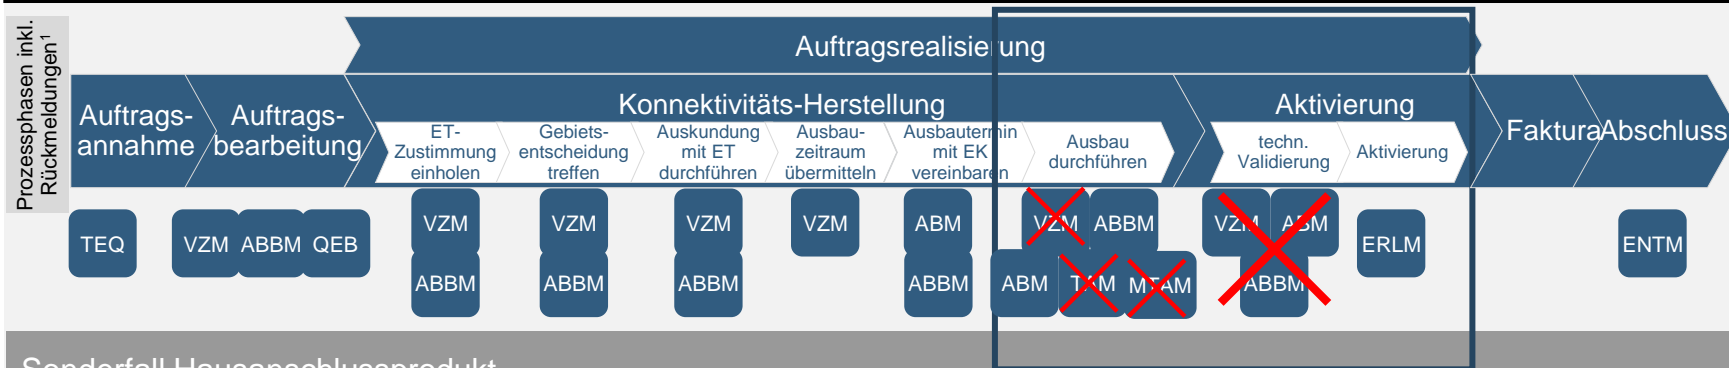 Prozessphasen inkl.
Rückmeldungen1
Auftragsrealisierung
Auftrags-
annahme
Auftrags-
bearbeitung
Konnektivitäts-Herstellung
Aktivierung
Faktura
Abschluss
ET-
Zustimmung
einholen
Gebiets-
entscheidung
treffen
Auskundung
mit ET
durchführen
Ausbau-
zeitraum
übermitteln
Ausbautermin
mit EK
vereinbaren
Ausbau
durchführen
techn.
Validierung
Aktivierung
TEQ
VZM
ABBM
QEB
VZM
ABBM
VZM
ABBM
VZM
ABBM
VZM
ABM
ABBM
VZM
ABBM
ABM
TAM
MTAM
VZM
ABM
ABBM
ERLM
ENTM
Sonderfall Hausanschlussprodukt